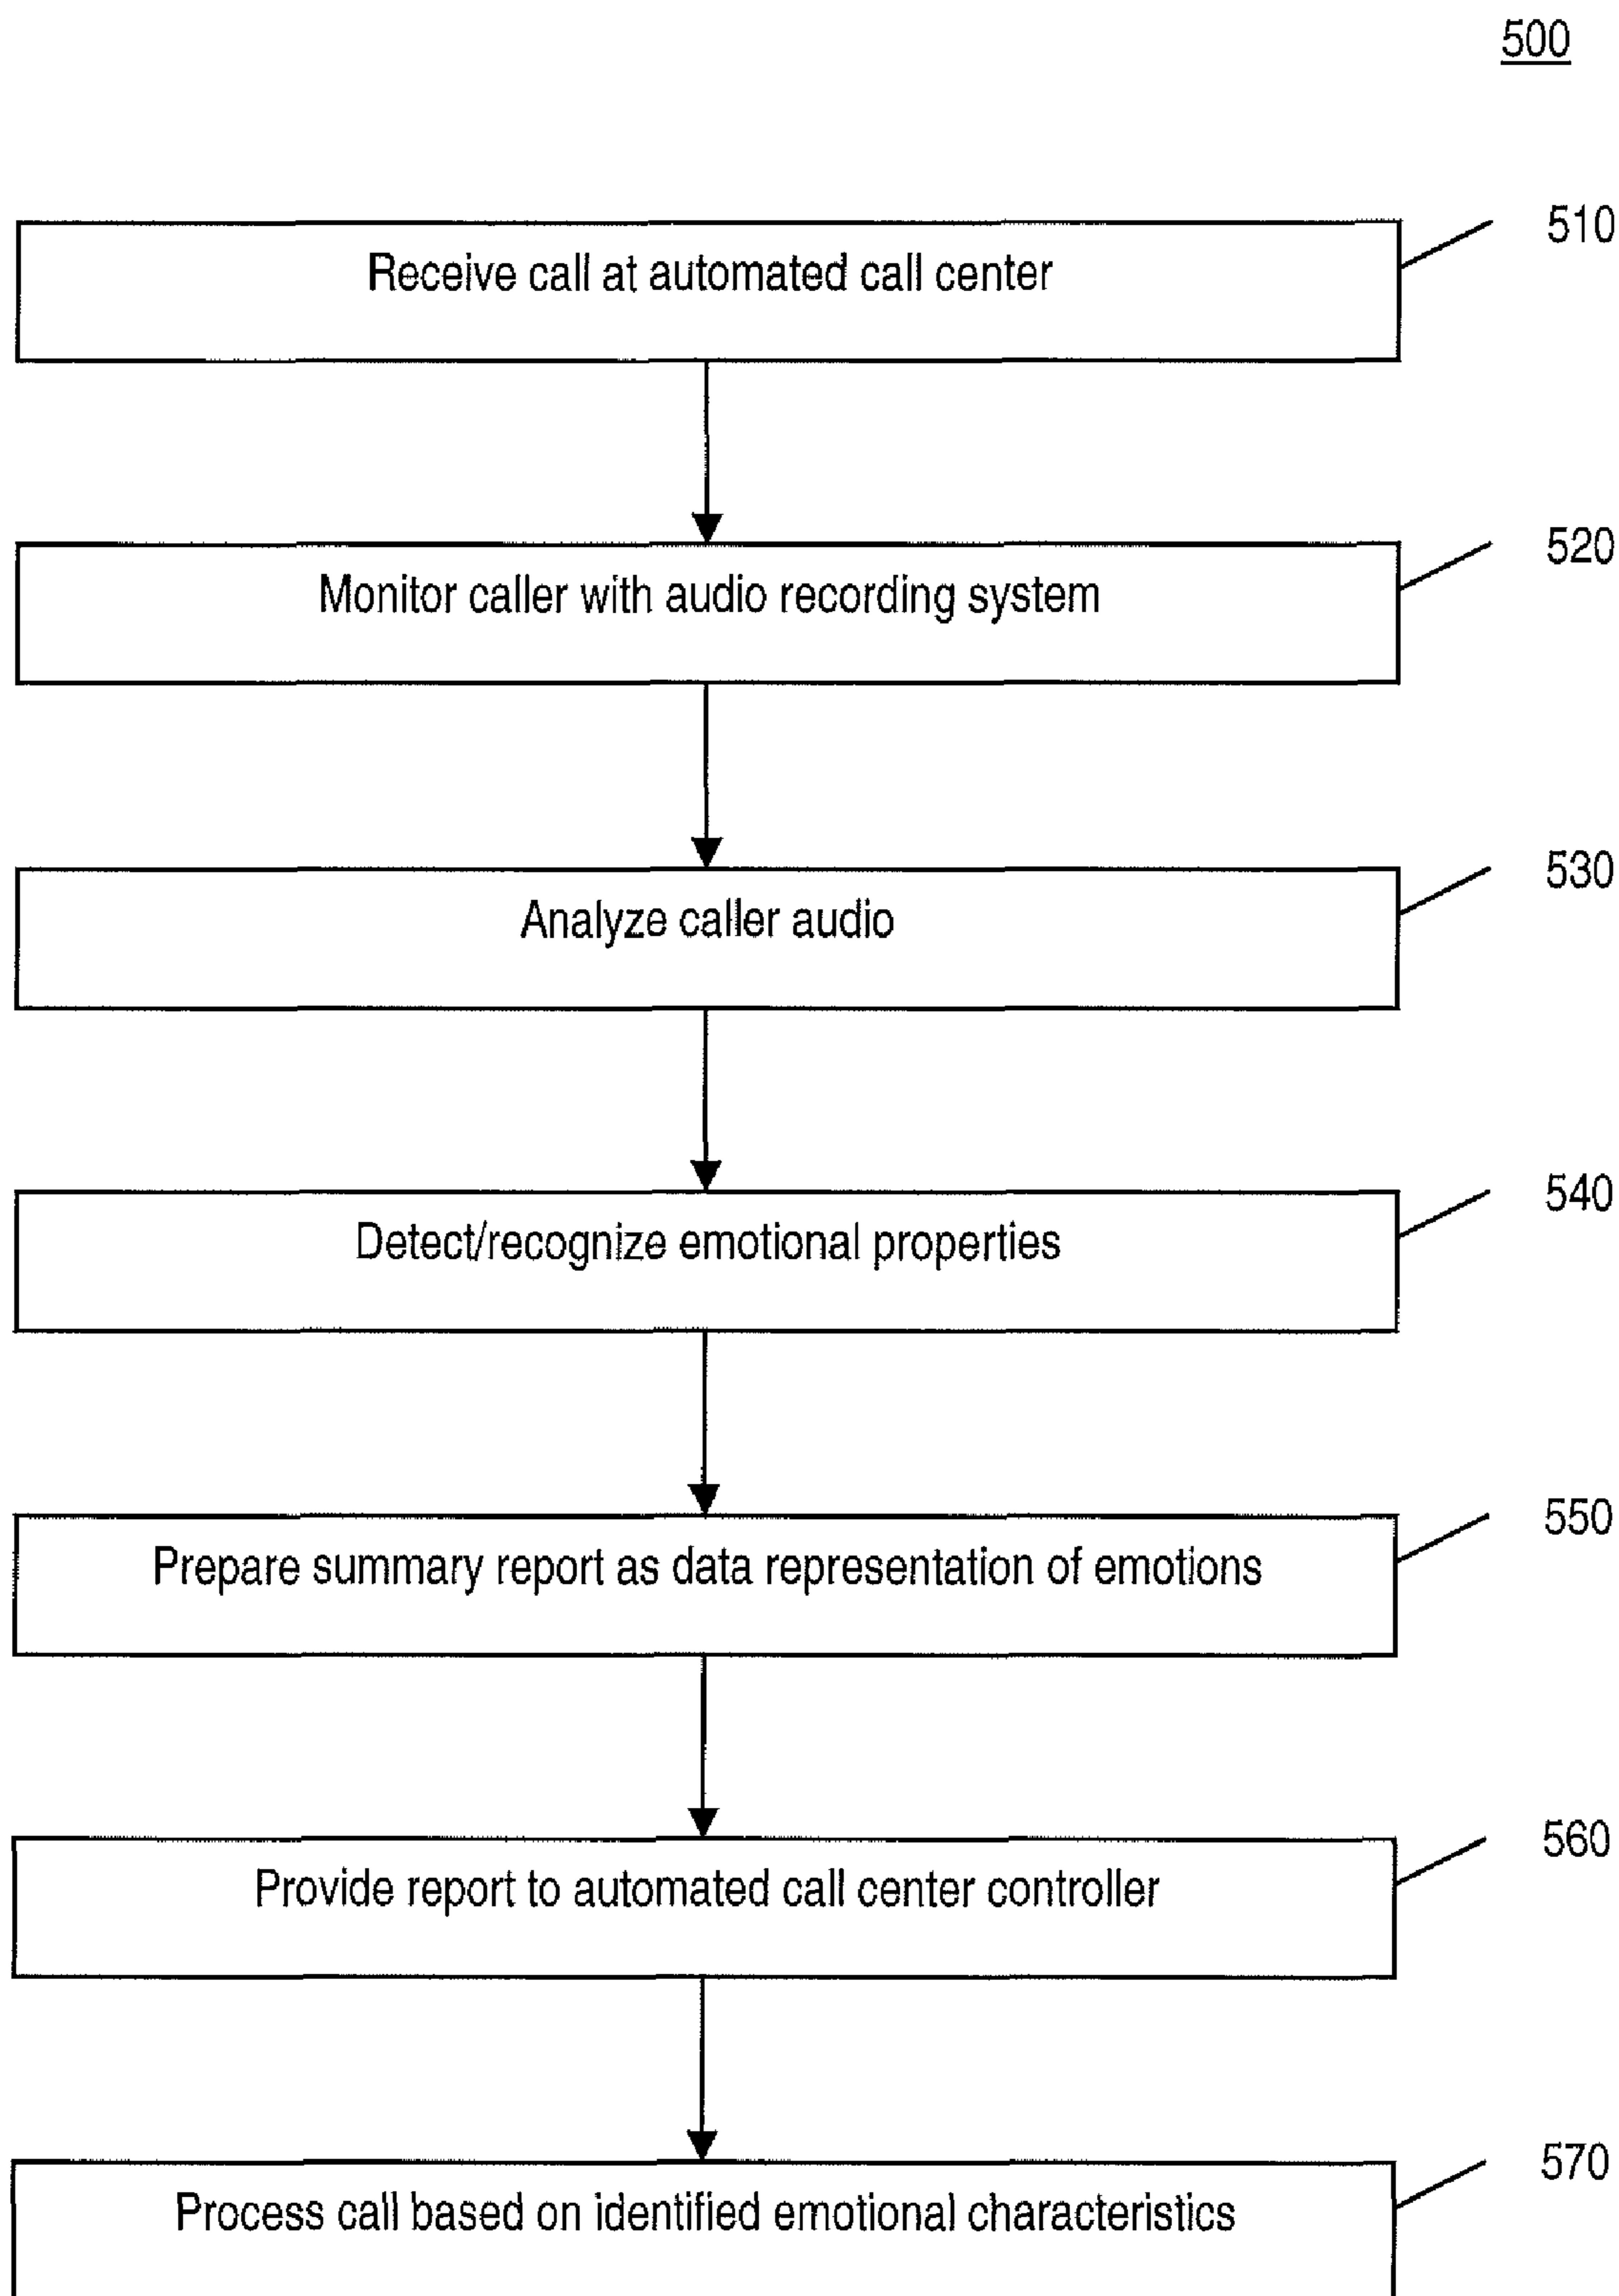 500
510
Receive call at automated call center
520
Monitor caller with audio recording system
530
Analyze caller audio
540
Detect/recognize emotional properties
550
Prepare summary report as data representation of emotions
560
Provide report to automated call center controller
570
Process call based on identified emotional characteristics